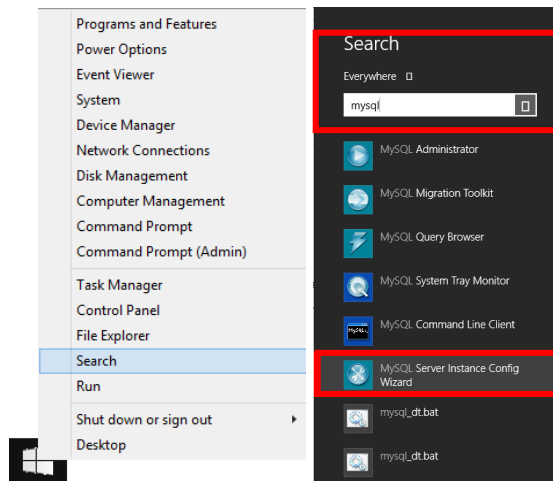 Programs and Features
Power Options
Event Viewer
System
Device Manager
Network Connections
Disk Management
Computer Management
Command Prompt
Command Prompt (Admin)
Task Manager
Control Panel
File Explorer
Search
Run
Shut down or sign out
Desktop
Search
Everywhere
mysql
MySQL Administrator
MySQL Migration Toolkit
MySQL Query Browser
MySQL System Tray Monitor
MySQL Command Line Client
MySQL Server Instance Config
Wizard
mysql_dt.bat
mysql_dt.bat